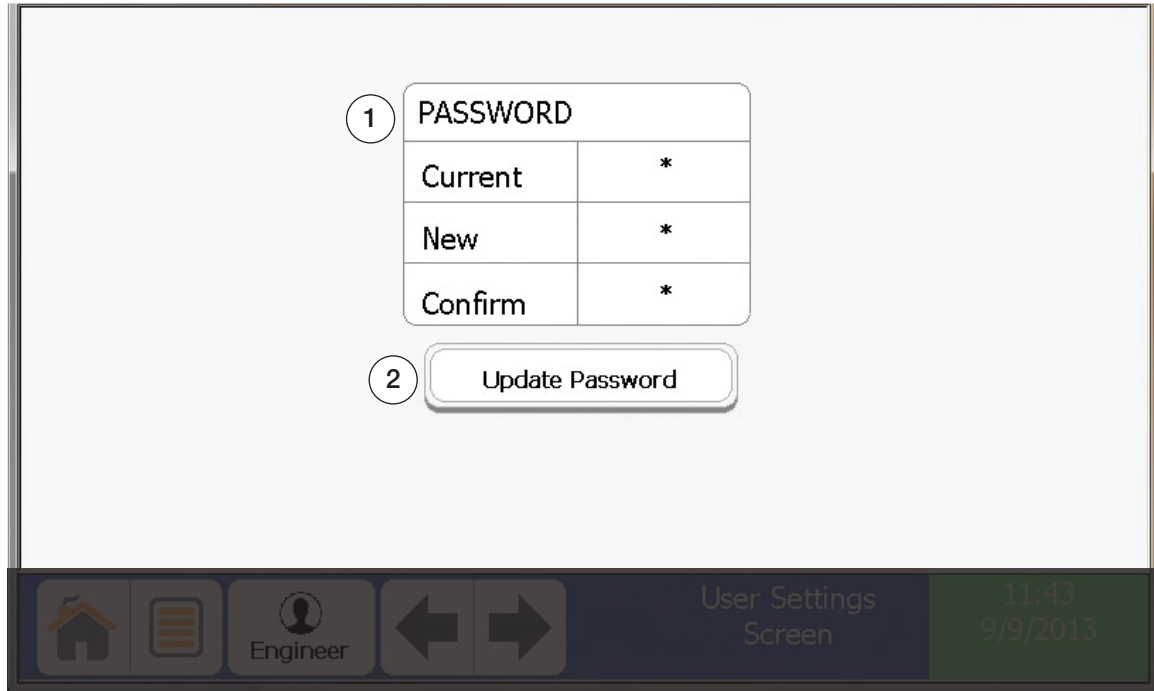 1 PASSWORD
Current *
New *
Confirm *
2 Update Password
Engineer
User Settings
Screen
11:43
9/9/2013